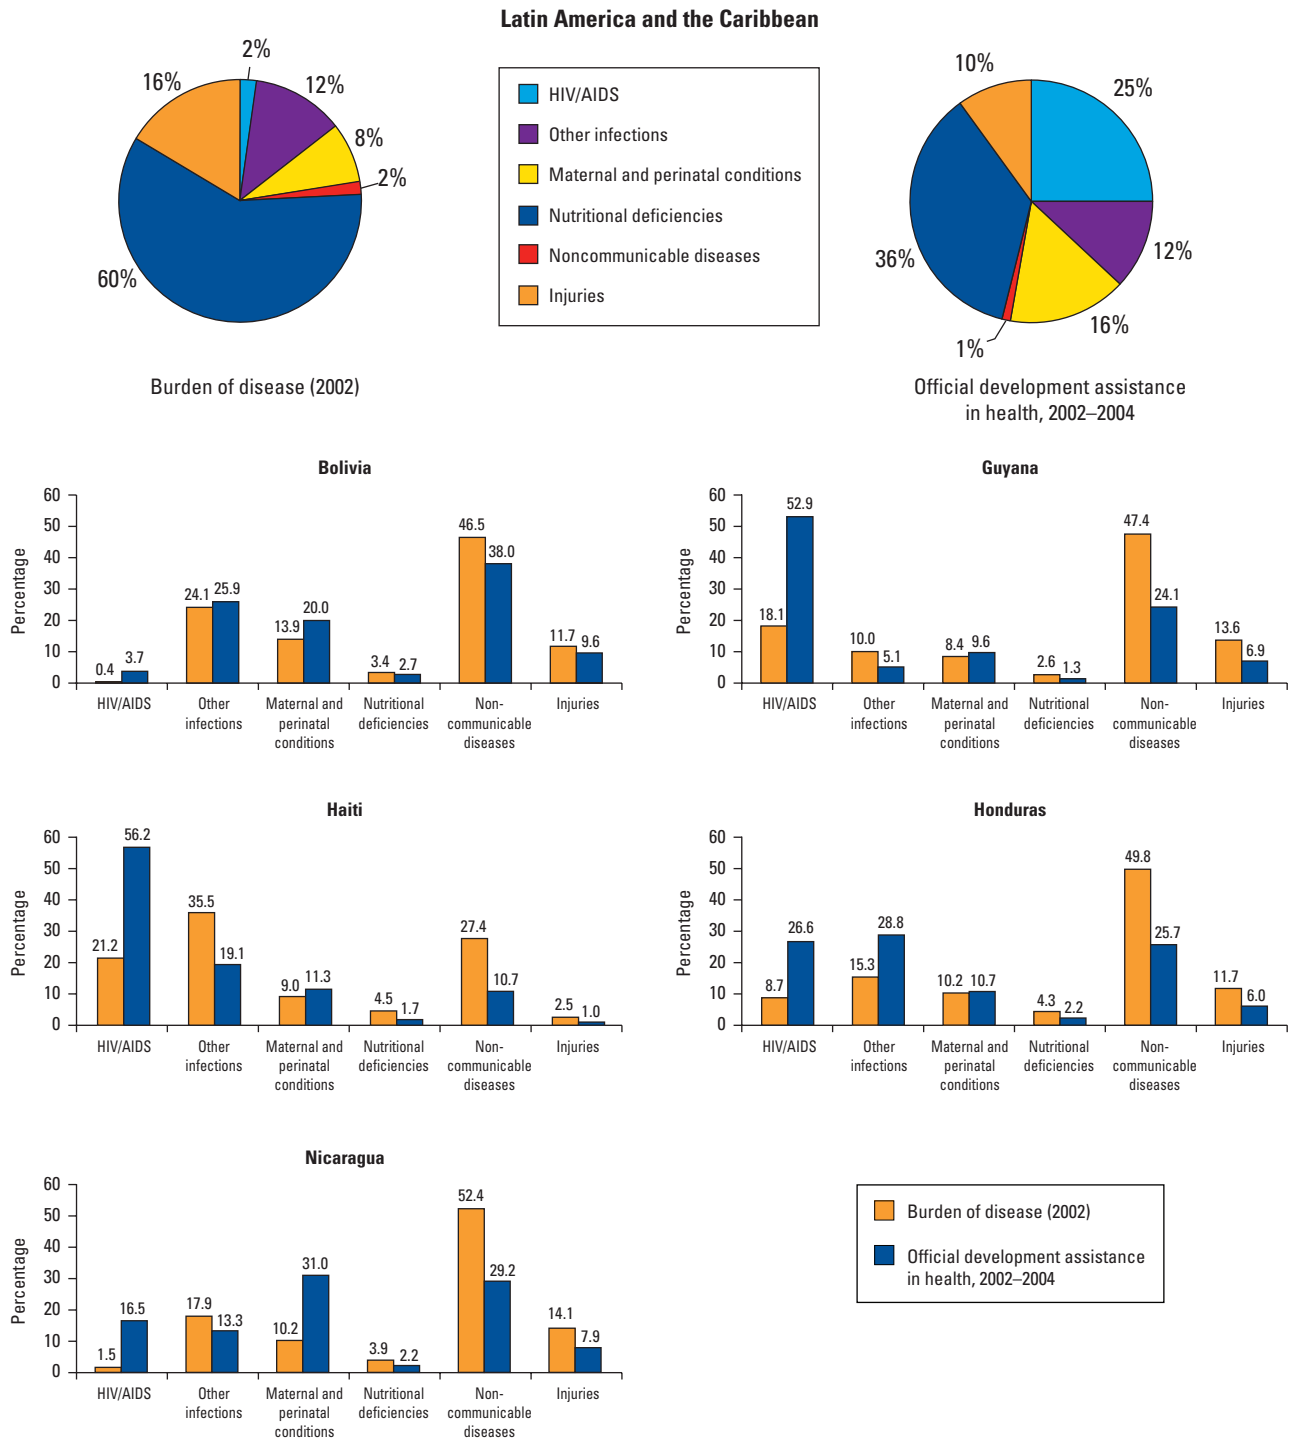 Latin America and the Caribbean
2%
16%
12%
8%
2%
60%
Burden of disease (2002)
HIV/AIDS
Other infections
Maternal and perinatal conditions
Nutritional deficiencies
Noncommunicable diseases
Injuries
10%
25%
36%
12%
16%
1%
Official development assistance
in health, 2002–2004
Bolivia
Percentage
60
50
40
30
20
10
0
0.4
3.7
24.1
25.9
13.9
20.0
3.4
2.7
46.5
38.0
11.7
9.6
HIV/AIDS
Other
infections
Maternal and
perinatal
conditions
Nutritional
deficiencies
Non-
communicable
diseases
Injuries
Guyana
Percentage
60
50
40
30
20
10
0
18.1
52.9
10.0
5.1
8.4
9.6
2.6
1.3
47.4
24.1
13.6
6.9
HIV/AIDS
Other
infections
Maternal and
perinatal
conditions
Nutritional
deficiencies
Non-
communicable
diseases
Injuries
Haiti
Percentage
60
50
40
30
20
10
0
21.2
56.2
35.5
19.1
9.0
11.3
4.5
1.7
27.4
10.7
2.5
1.0
HIV/AIDS
Other
infections
Maternal and
perinatal
conditions
Nutritional
deficiencies
Non-
communicable
diseases
Injuries
Honduras
Percentage
60
50
40
30
20
10
0
8.7
26.6
15.3
28.8
10.2
10.7
4.3
2.2
49.8
25.7
11.7
6.0
HIV/AIDS
Other
infections
Maternal and
perinatal
conditions
Nutritional
deficiencies
Non-
communicable
diseases
Injuries
Nicaragua
Percentage
60
50
40
30
20
10
0
1.5
16.5
17.9
13.3
10.2
31.0
3.9
2.2
52.4
29.2
14.1
7.9
HIV/AIDS
Other
infections
Maternal and
perinatal
conditions
Nutritional
deficiencies
Non-
communicable
diseases
Injuries
Burden of disease (2002)
Official development assistance
in health, 2002–2004